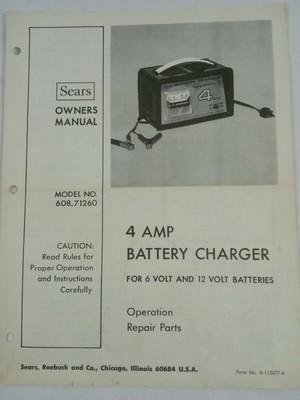 Sears
OWNERS
MANUAL
4
MODEL NO.
608.71260
CAUTION:
Read Rules for
Proper Operation
and Instructions
Carefully
4 AMP
BATTERY CHARGER
FOR 6 VOLT AND 12 VOLT BATTERIES
Operation
Repair Parts
Sears, Roebuck and Co., Chicago, Illinois 60684 U.S.A.
Form No.